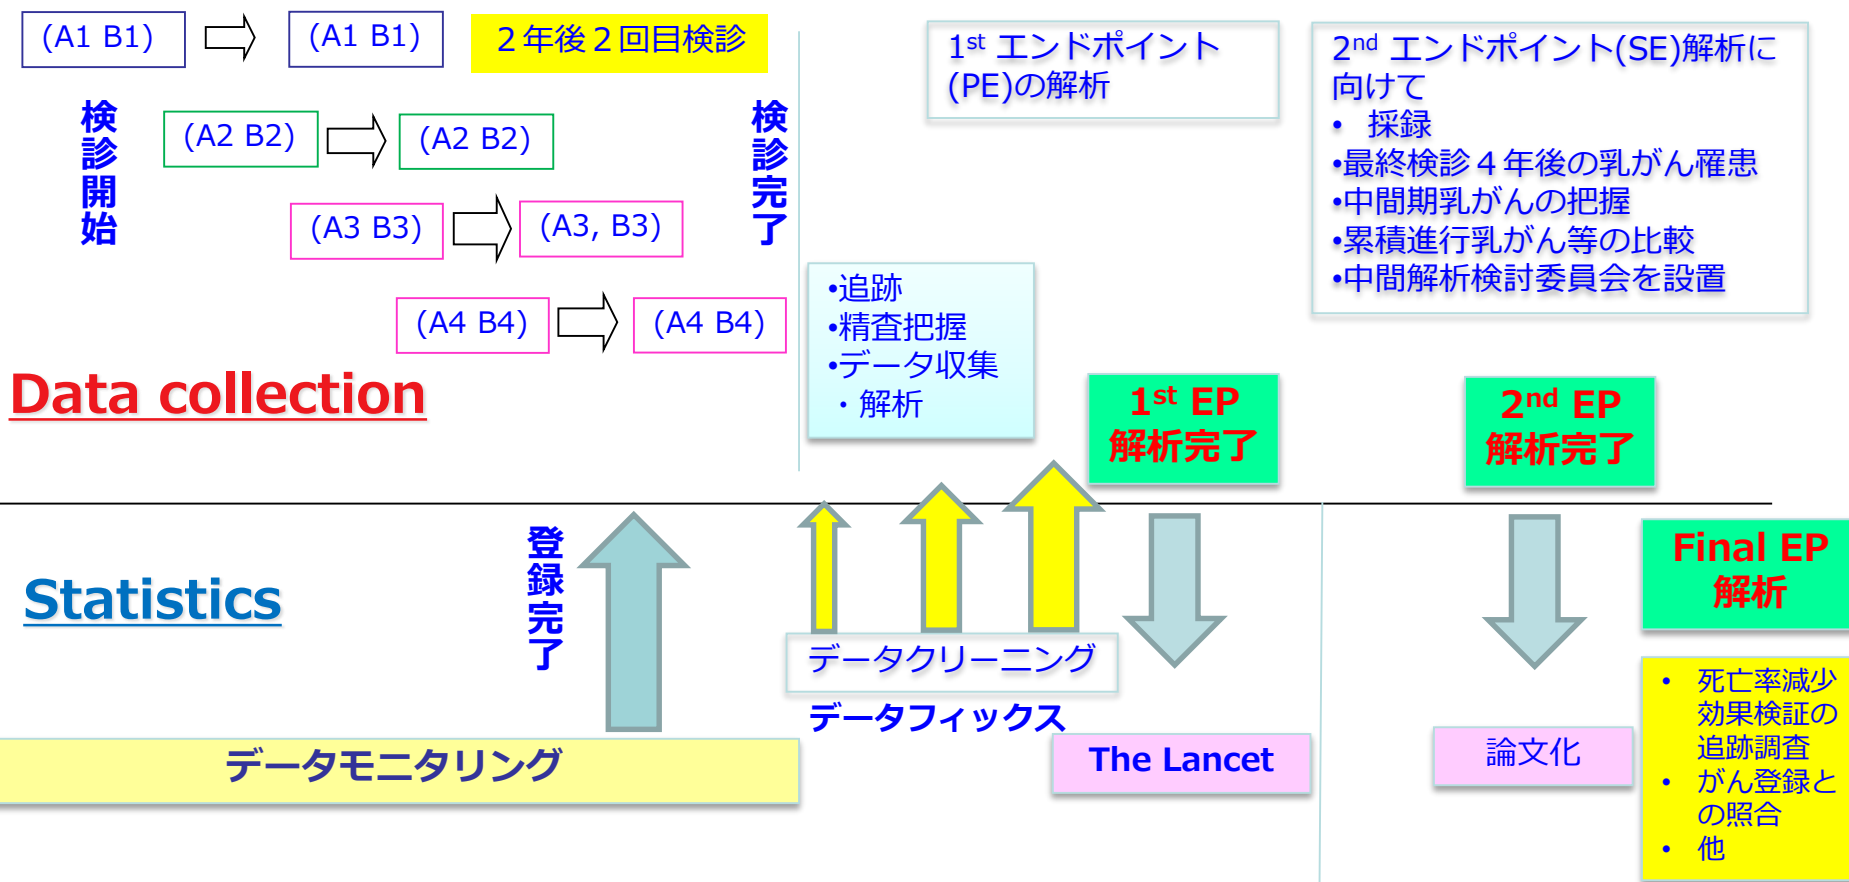 (A1 B1)
(A1 B1)
２年後２回目検診
検診開始
(A2 B2)
(A2 B2)
(A3 B3)
(A3, B3)
(A4 B4)
(A4 B4)
検診完了
1st エンドポイント
(PE)の解析
2nd エンドポイント(SE)解析に
向けて
• 採録
•最終検診４年後の乳がん罹患
•中間期乳がんの把握
•累積進行乳がん等の比較
•中間解析検討委員会を設置
•追跡
•精査把握
•データ収集
・解析
Data collection
1st EP
解析完了
2nd EP
解析完了
Statistics
登録完了
データクリーニング
データフィックス
データモニタリング
The Lancet
論文化
Final EP
解析
• 死亡率減少
効果検証の
追跡調査
• がん登録と
の照合
• 他